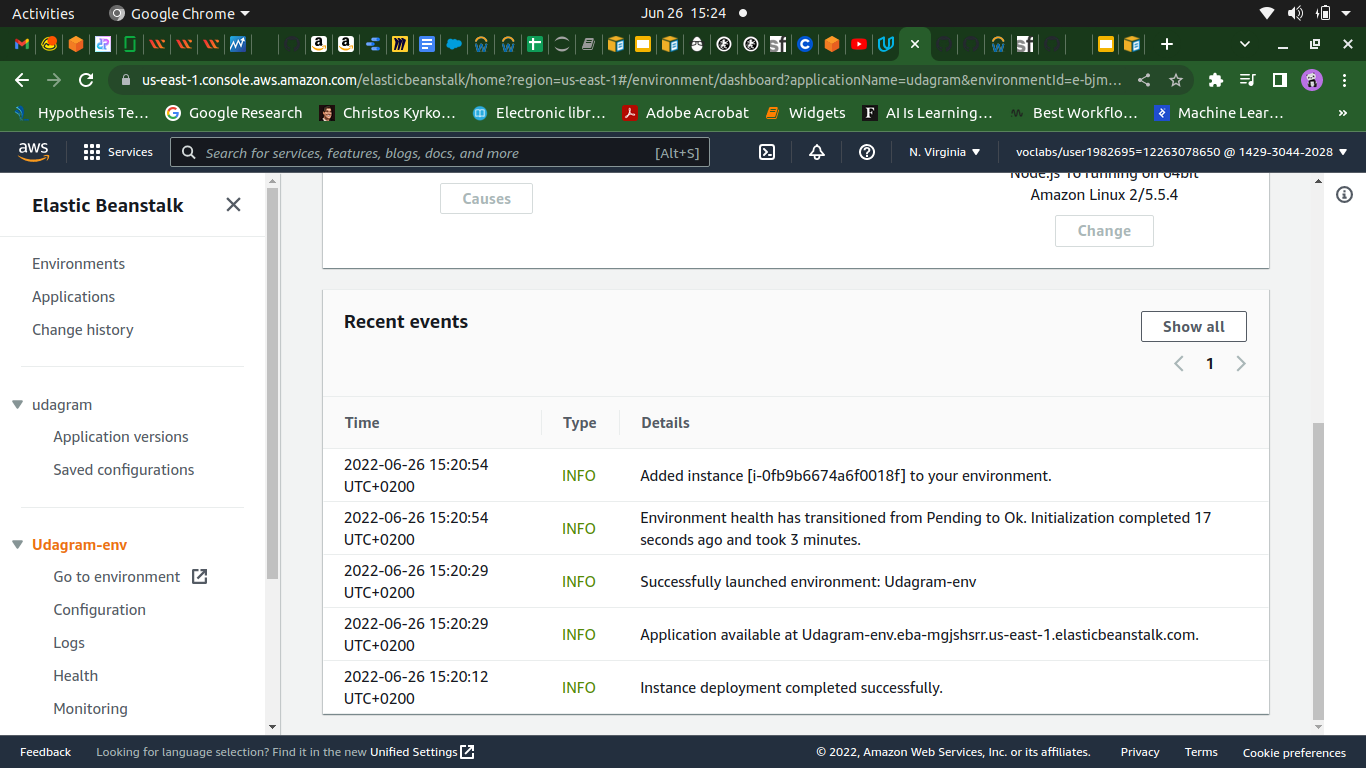 Activities
Google Chrome
Jun 26 15:24
us-east-1.console.aws.amazon.com/elasticbeanstalk/home?region=us-east-1#/environment/dashboard?applicationName=udagram&environmentId=e-bjm...
Hypothesis Te...
Google Research
Christos Kyrko...
Electronic libr...
Adobe Acrobat
Widgets
AI Is Learning...
Best Workflo...
Machine Lear...
»
aws
Services
Search for services, features, blogs, docs, and more
[Alt+S]
N. Virginia
voclabs/user1982695=12263078650 @ 1429-3044-2028
Elastic Beanstalk
Environments
Applications
Change history
udagram
Application versions
Saved configurations
Udagram-env
Go to environment
Configuration
Logs
Health
Monitoring
Causes
Node.js 16 running on 64bit
Amazon Linux 2/5.5.4
Change
Recent events
Show all
1
Time Type Details
2022-06-26 15:20:54
UTC+0200
INFO
Added instance [i-0fb9b6674a6f0018f] to your environment.
2022-06-26 15:20:54
UTC+0200
INFO
Environment health has transitioned from Pending to Ok. Initialization completed 17
seconds ago and took 3 minutes.
2022-06-26 15:20:29
UTC+0200
INFO
Successfully launched environment: Udagram-env
2022-06-26 15:20:29
UTC+0200
INFO
Application available at Udagram-env.eba-mgjshsrr.us-east-1.elasticbeanstalk.com.
2022-06-26 15:20:12
UTC+0200
INFO
Instance deployment completed successfully.
Feedback
Looking for language selection? Find it in the new Unified Settings
© 2022, Amazon Web Services, Inc. or its affiliates.
Privacy
Terms
Cookie preferences